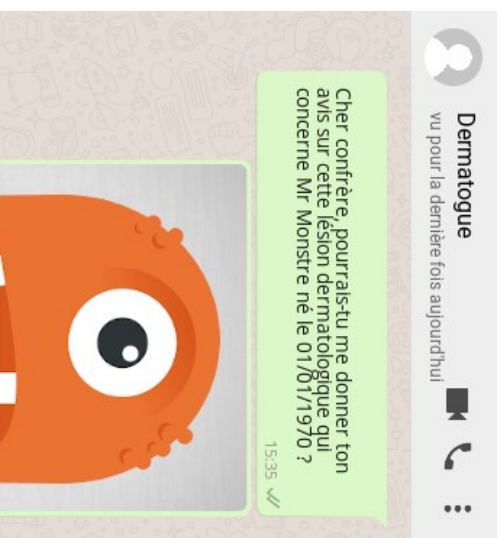 Dermatogue
vu pour la dernière fois aujourd'hui
Cher confrère, pourrais-tu me donner ton
avis sur cette lésion dermatologique qui
concerne Mr Monstre né le 01/01/1970 ?
15:35